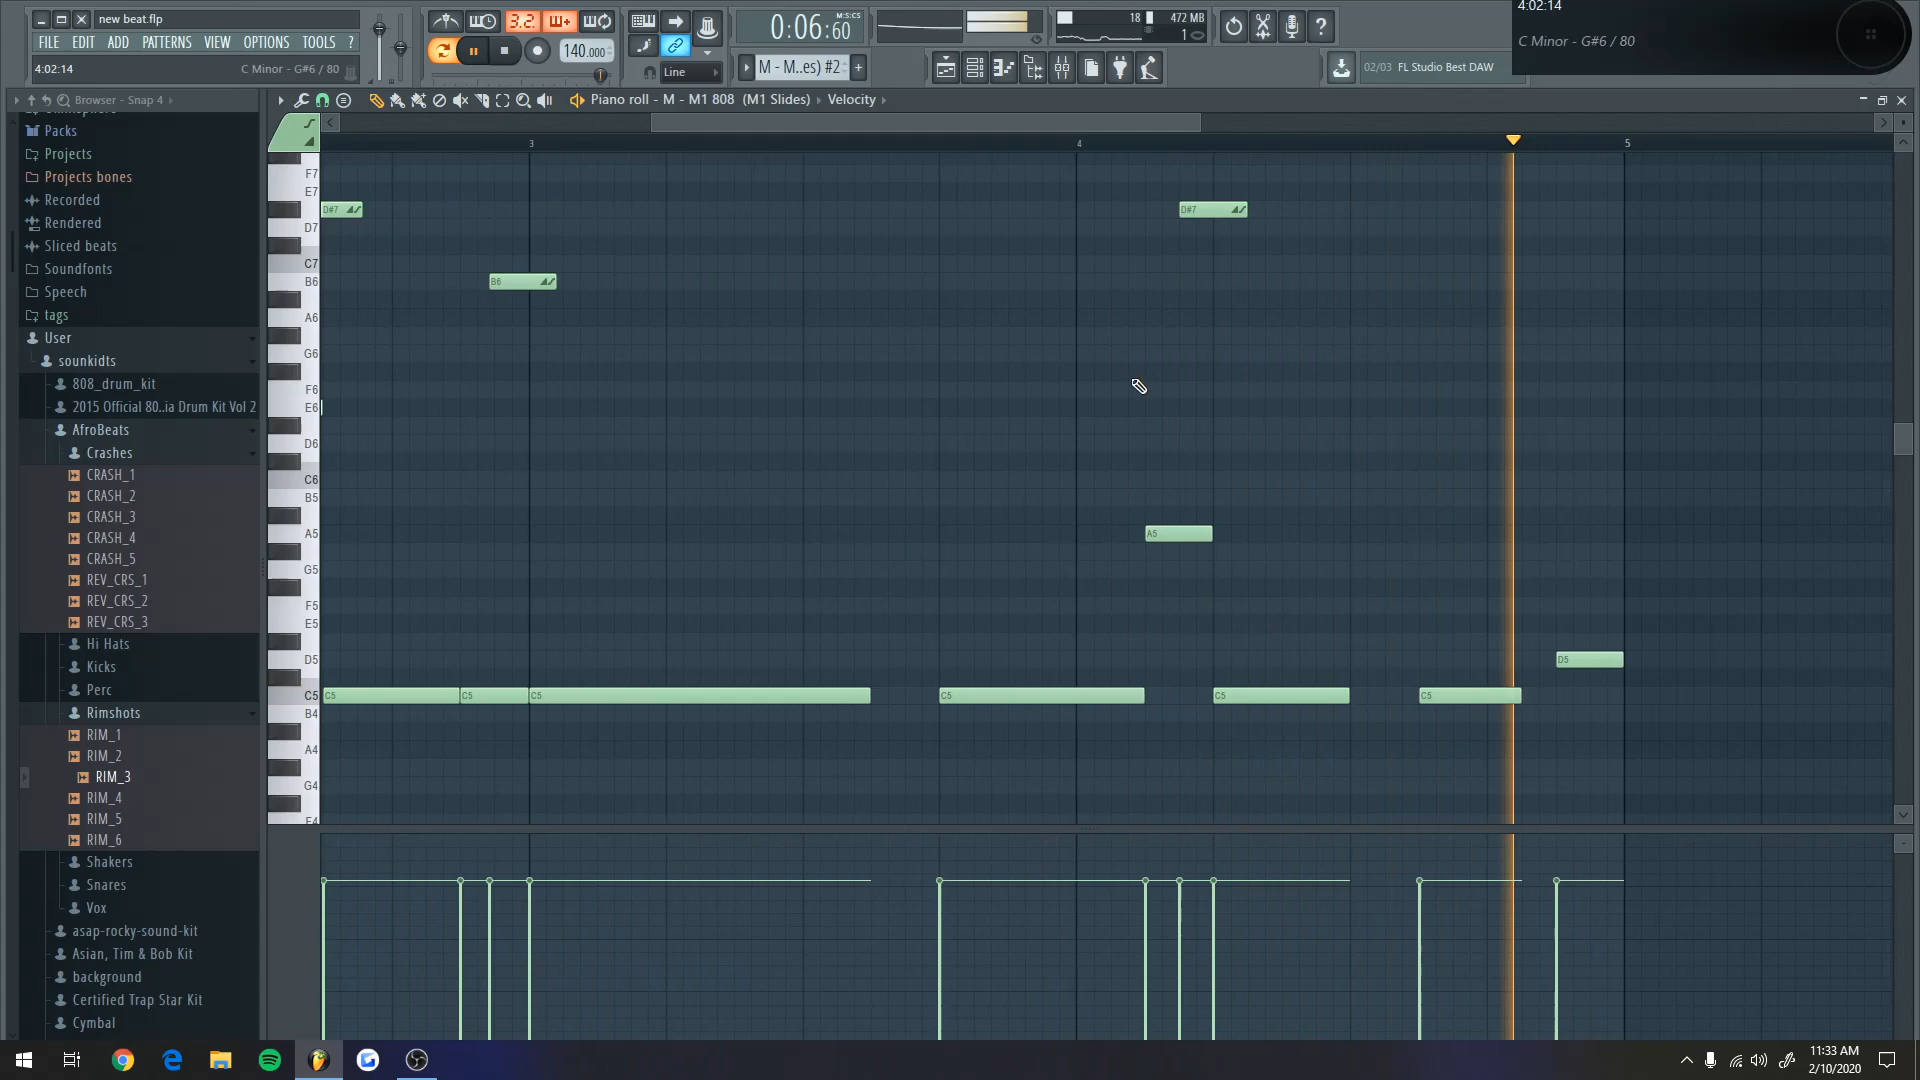 new beat.flp
FILE EDIT ADD PATTERNS VIEW OPTIONS TOOLS ?
4:02:14 C Minor - G#6 / 80
3.2.
140.000
Line
0:06:60
M:S:CS
M - M..es) #2
18
472 MB
1
02/03 FL Studio Best DAW
4:02:14
C Minor - G#6 / 80
Browser - Snap 4
Piano roll - M - M1 808 (M1 Slides) Velocity
Packs
Projects
Projects bones
Recorded
Rendered
Sliced beats
Soundfonts
Speech
tags
User
sounkidts
808_drum_kit
2015 Official 80..ia Drum Kit Vol 2
AfroBeats
Crashes
CRASH_1
CRASH_2
CRASH_3
CRASH_4
CRASH_5
REV_CRS_1
REV_CRS_2
REV_CRS_3
Hi Hats
Kicks
Perc
Rimshots
RIM_1
RIM_2
RIM_3
RIM_4
RIM_5
RIM_6
Shakers
Snares
Vox
asap-rocky-sound-kit
Asian, Tim & Bob Kit
background
Certified Trap Star Kit
Cymbal
3 4 5
F7
E7
D7
C7
B6
A6
G6
F6
E6
D6
C6
B5
A5
G5
F5
E5
D5
C5
B4
A4
G4
D#7
D#7
B6
A5
D5
C5 C5 C5 C5 C5 C5
11:33 AM
2/10/2020